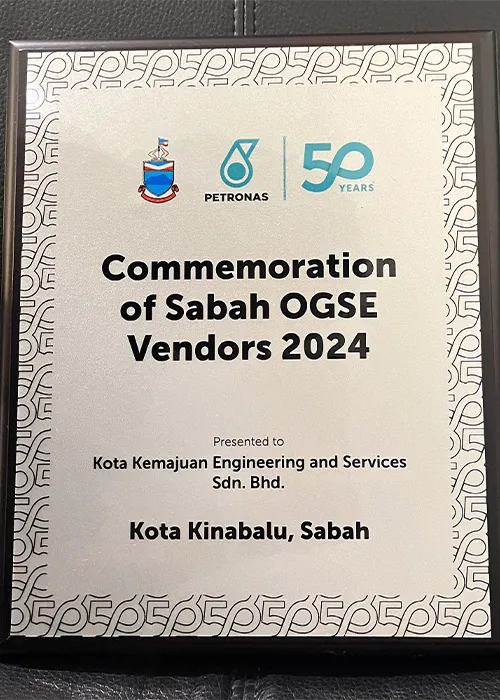 PETRONAS
50
YEARS
Commemoration
of Sabah OGSE
Vendors 2024
Presented to
Kota Kemajuan Engineering and Services
Sdn. Bhd.
Kota Kinabalu, Sabah